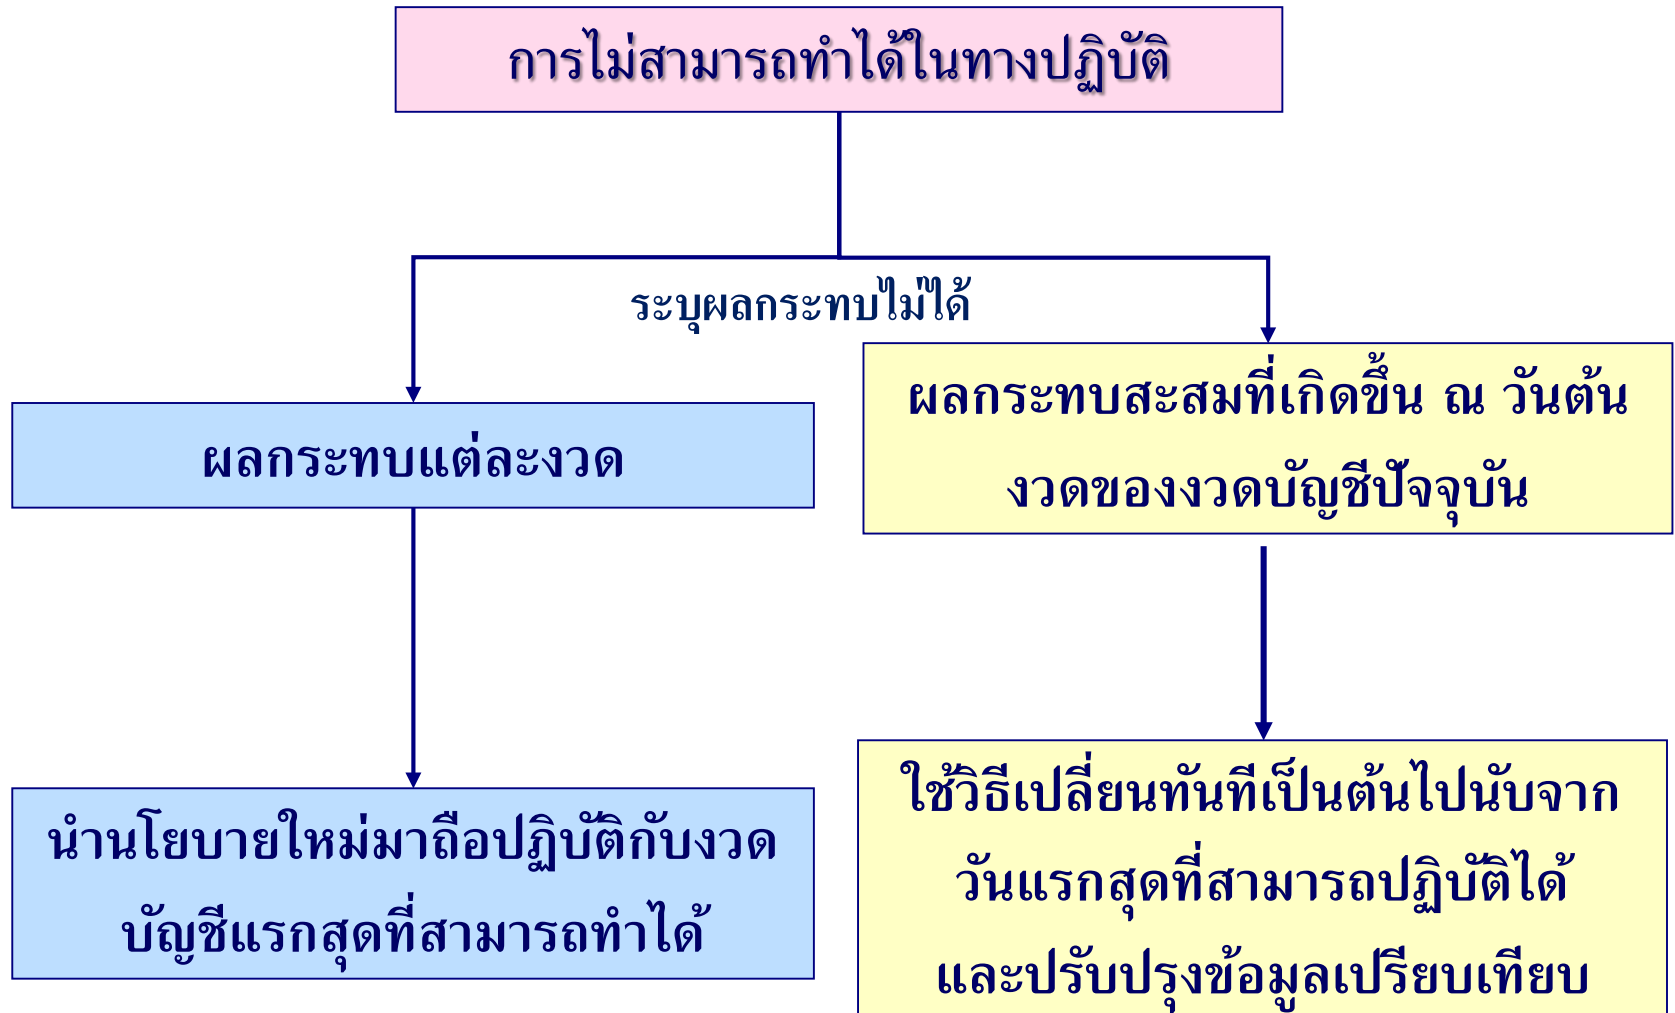 การไม่สามารถทำได้ในทางปฏิบัติ
ระบุผลกระทบไม่ได้
ผลกระทบแต่ละงวด
ผลกระทบสะสมที่เกิดขึ้น ณ วันต้น
งวดของงวดบัญชีปัจจุบัน
นำนโยบายใหม่มาถือปฏิบัติกับงวด
บัญชีแรกสุดที่สามารถทำได้
ใช้วิธีเปลี่ยนทันทีเป็นต้นไปนับจาก
วันแรกสุดที่สามารถปฏิบัติได้
และปรับปรุงข้อมูลเปรียบเทียบ